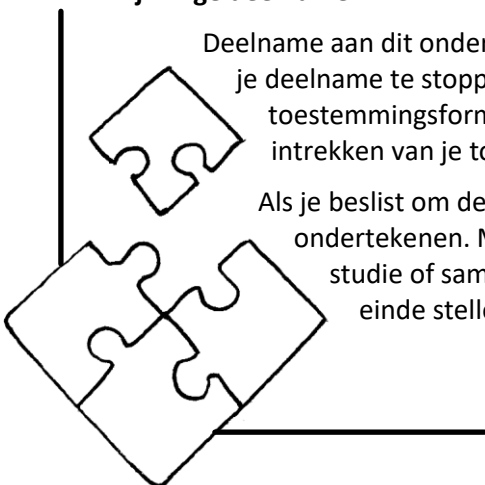 Deelname aan dit onder
je deelname te stopp
toestemmingsform
intrekken van je to
Als je beslist om de
ondertekenen.
studie of sam
einde stell